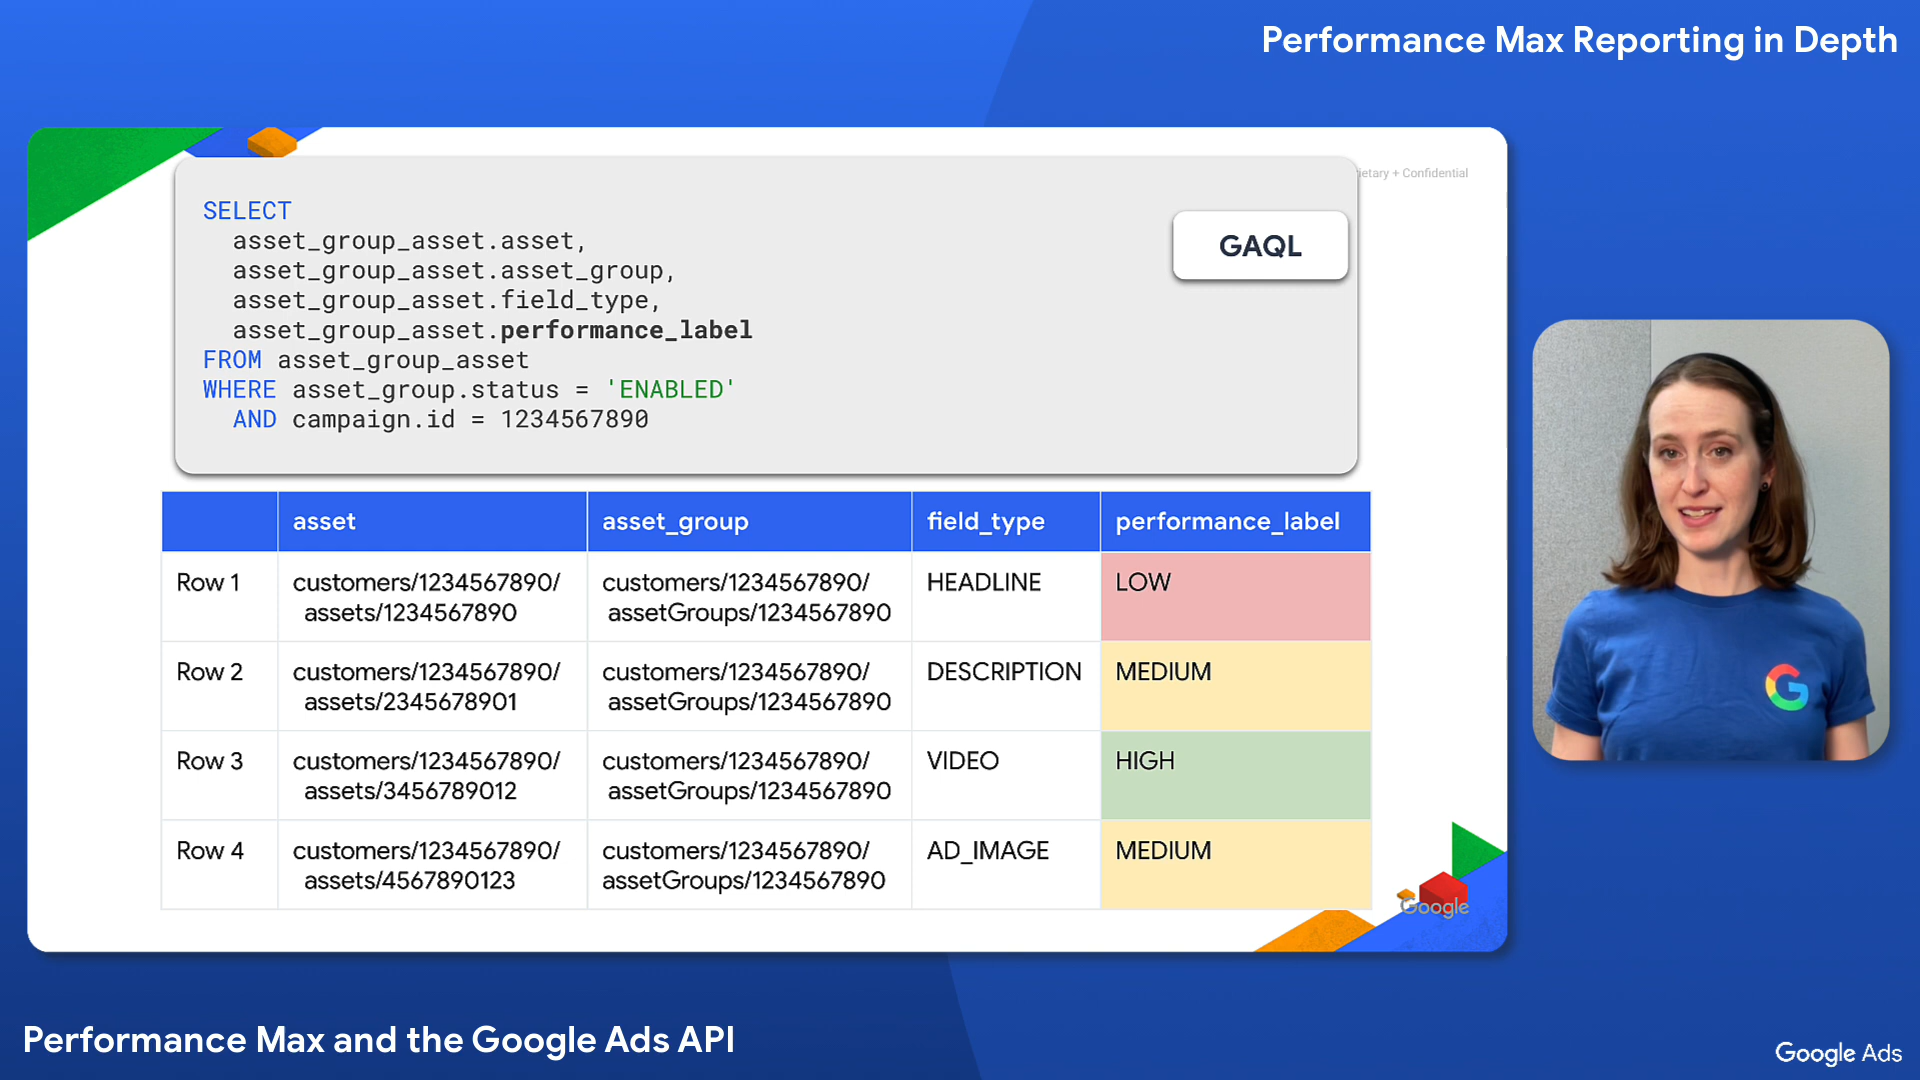 Performance Max Reporting in Depth
ietary + Confidential
SELECT
asset_group_asset.asset,
asset_group_asset.asset_group,
asset_group_asset.field_type,
asset_group_asset.performance_label
FROM asset_group_asset
WHERE asset_group.status = 'ENABLED'
AND campaign.id = 1234567890
GAQL
asset asset_group field_type performance_label
Row 1 customers/1234567890/ customers/1234567890/ HEADLINE LOW
assets/1234567890 assetGroups/1234567890
Row 2 customers/1234567890/ customers/1234567890/ DESCRIPTION MEDIUM
assets/2345678901 assetGroups/1234567890
Row 3 customers/1234567890/ customers/1234567890/ VIDEO HIGH
assets/3456789012 assetGroups/1234567890
Row 4 customers/1234567890/ customers/1234567890/ AD_IMAGE MEDIUM
assets/4567890123 assetGroups/1234567890
Google
G
Performance Max and the Google Ads API
Google Ads